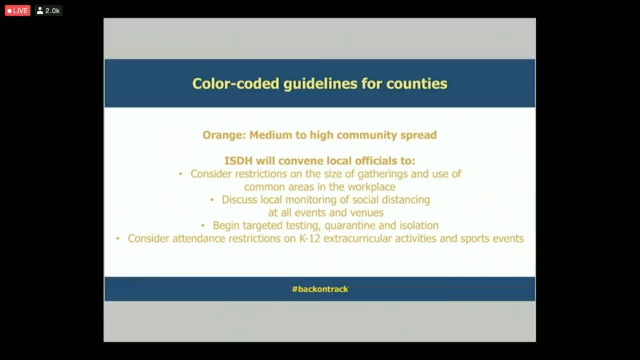 LIVE
2.0k
Color-coded guidelines for counties
Orange: Medium to high community spread
ISDH will convene local officials to:
• Consider restrictions on the size of gatherings and use of
common areas in the workplace
• Discuss local monitoring of social distancing
at all events and venues
• Begin targeted testing, quarantine and isolation
• Consider attendance restrictions on K-12 extracurricular activities and sports events
#backontrack